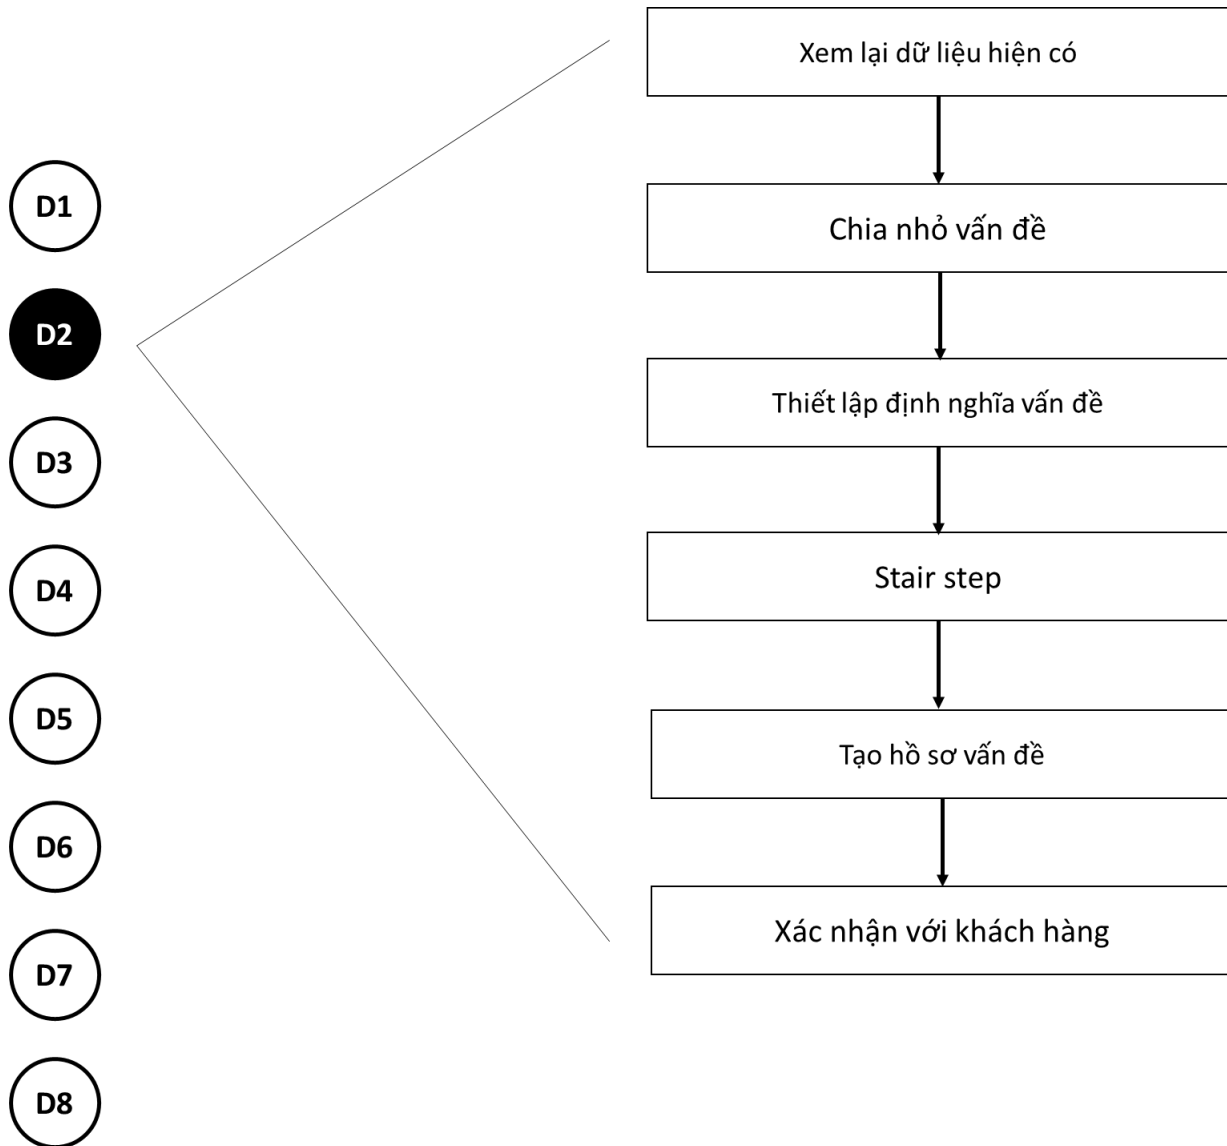 D1
D2
D3
D4
D5
D6
D7
D8
Xem lại dữ liệu hiện có
Chia nhỏ vấn đề
Thiết lập định nghĩa vấn đề
Stair step
Tạo hồ sơ vấn đề
Xác nhận với khách hàng